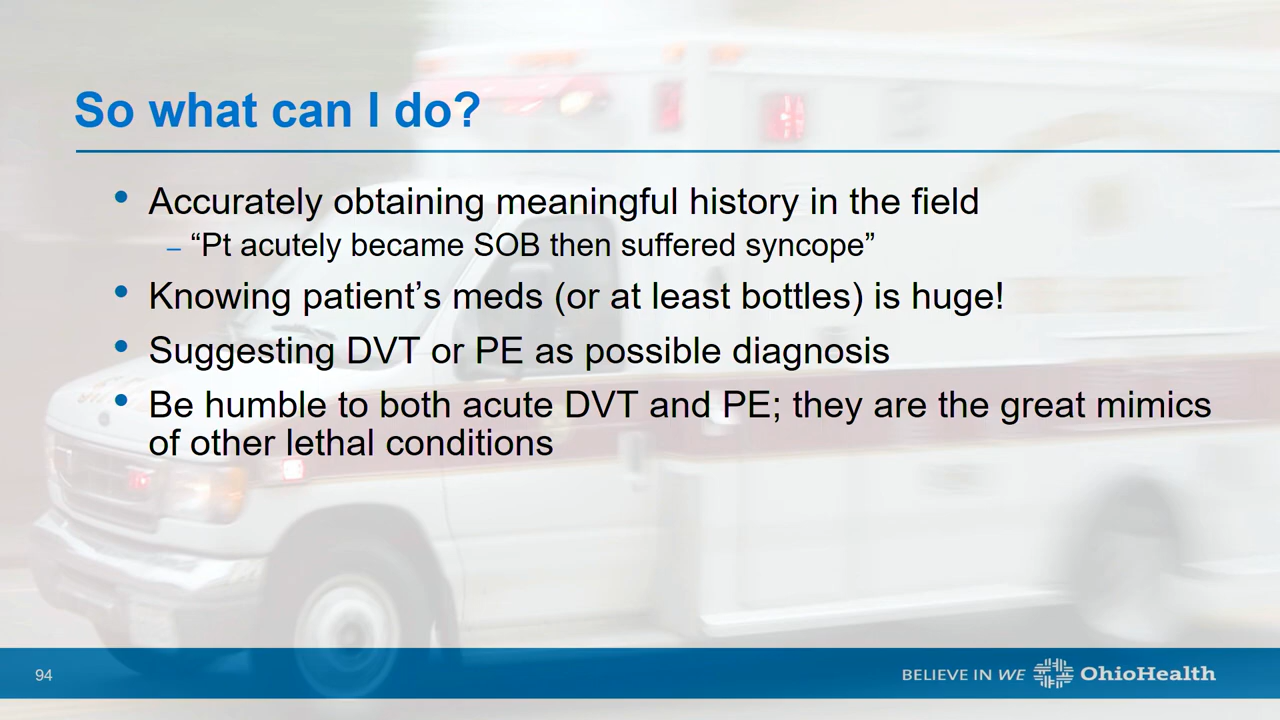 So what can I do?
• Accurately obtaining meaningful history in the field
– “Pt acutely became SOB then suffered syncope”
• Knowing patient’s meds (or at least bottles) is huge!
• Suggesting DVT or PE as possible diagnosis
• Be humble to both acute DVT and PE; they are the great mimics
of other lethal conditions
94
BELIEVE IN WE OhioHealth